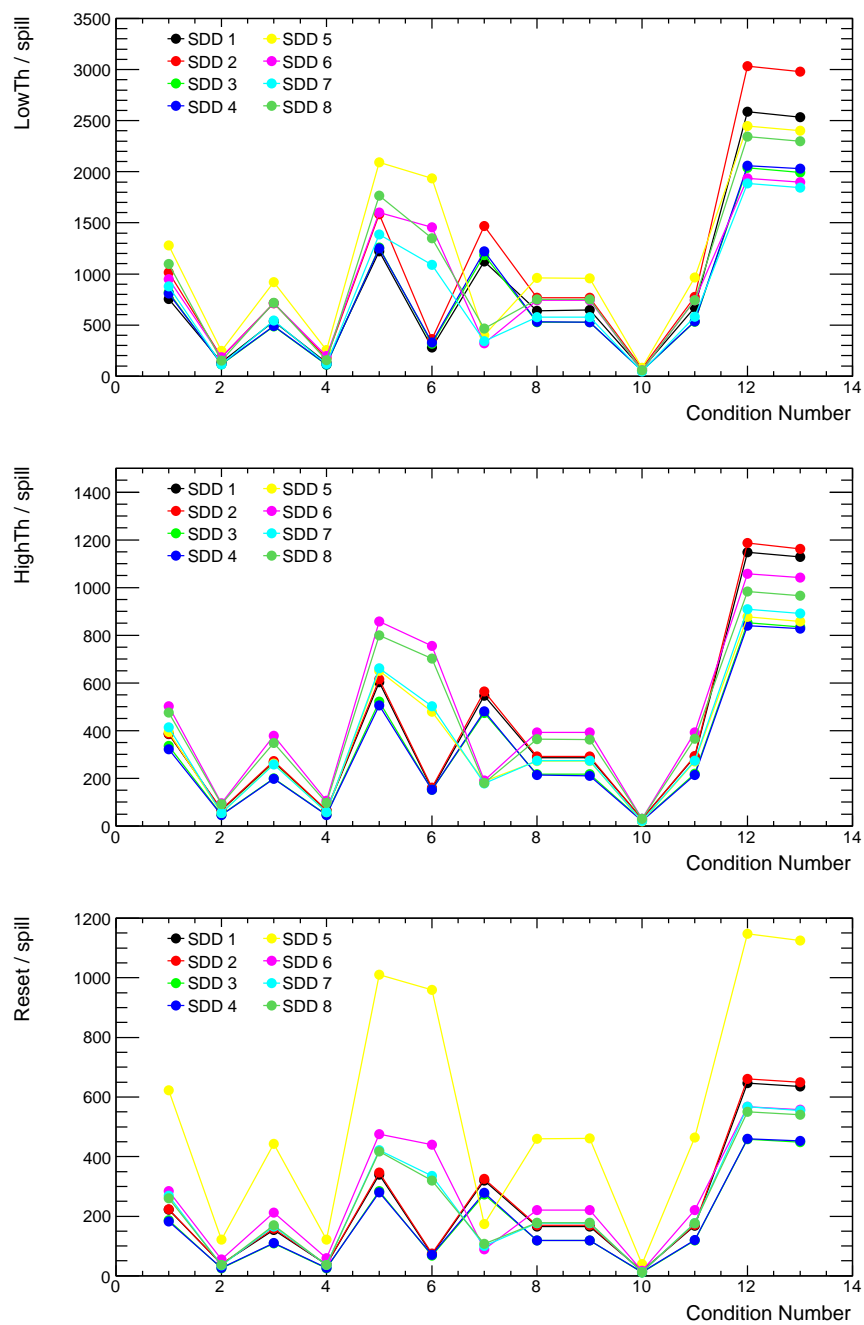 LowTh / spill
3500
3000
2500
2000
1500
1000
500
0
SDD 1 SDD 5
SDD 2 SDD 6
SDD 3 SDD 7
SDD 4 SDD 8
0 2 4 6 8 10 12 14
Condition Number
HighTh / spill
1400
1200
1000
800
600
400
200
0
SDD 1 SDD 5
SDD 2 SDD 6
SDD 3 SDD 7
SDD 4 SDD 8
0 2 4 6 8 10 12 14
Condition Number
Reset / spill
1200
1000
800
600
400
200
0
SDD 1 SDD 5
SDD 2 SDD 6
SDD 3 SDD 7
SDD 4 SDD 8
0 2 4 6 8 10 12 14
Condition Number